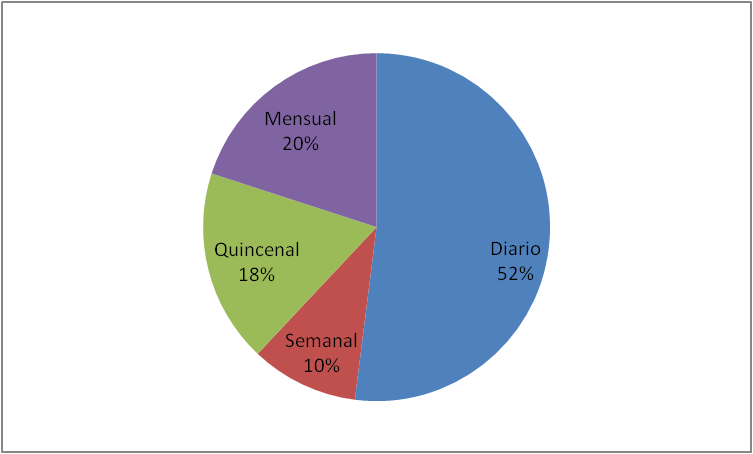 Mensual
20%
Diario
52%
Quincenal
18%
Semanal
10%